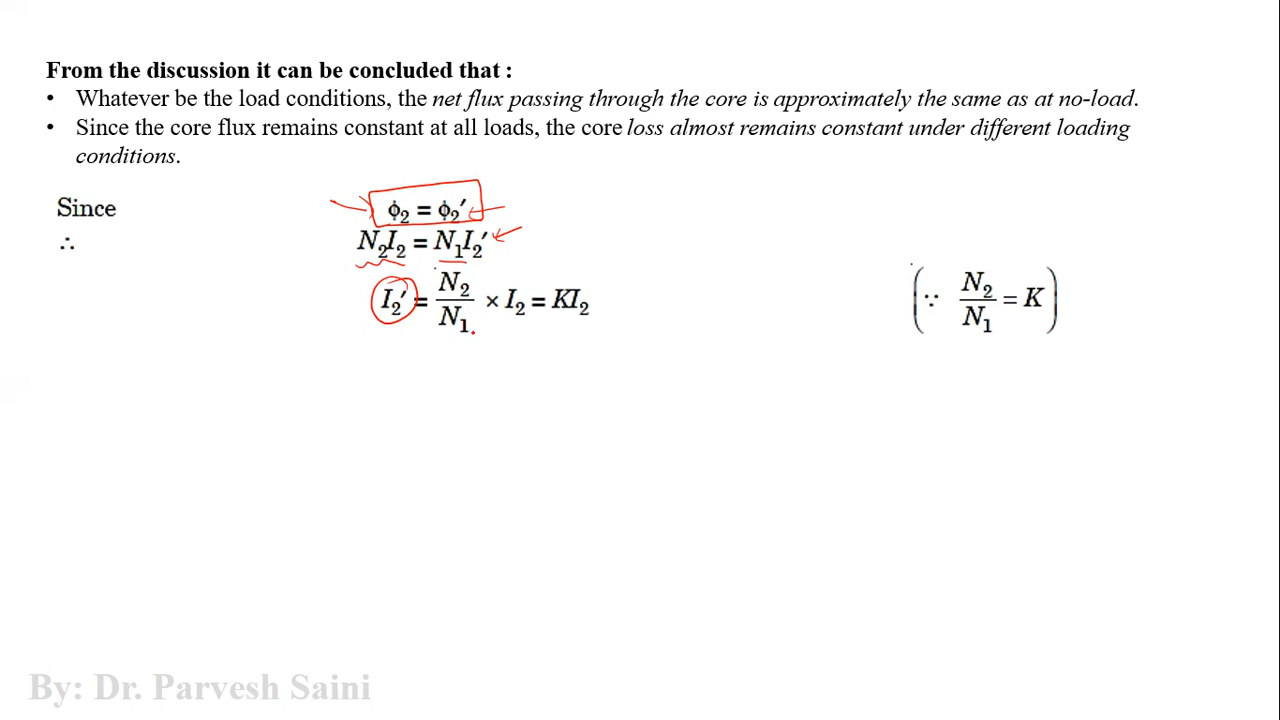 From the discussion it can be concluded that :
• Whatever be the load conditions, the net flux passing through the core is approximately the same as at no-load.
• Since the core flux remains constant at all loads, the core loss almost remains constant under different loading
conditions.
Since ϕ₂ = ϕ₂′
∴ N₂I₂ = N₁I₂′
I₂′ = N₂/N₁ × I₂ = KI₂ (∵ N₂/N₁ = K)
By: Dr. Parvesh Saini